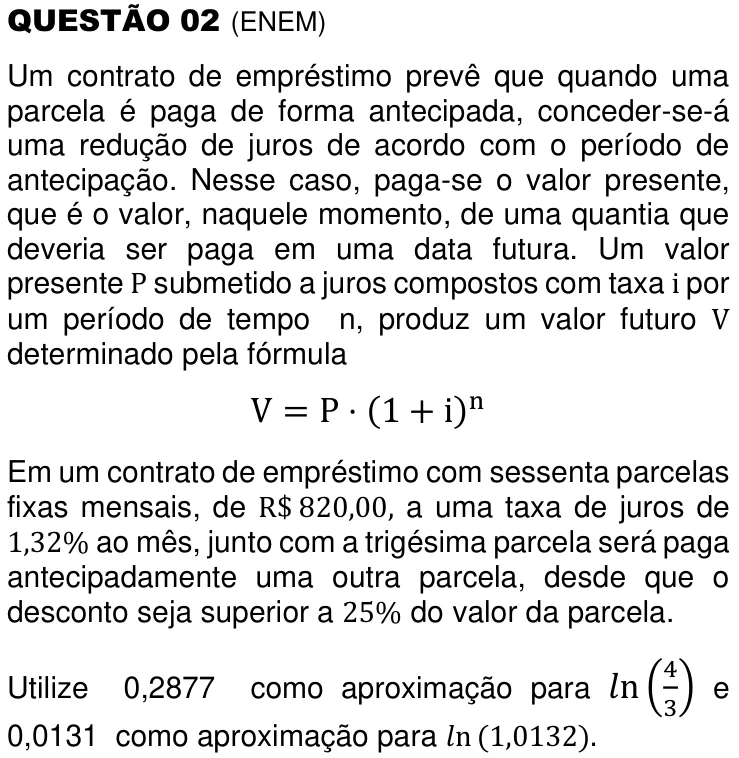 QUESTÃO 02 (ENEM)
Um contrato de empréstimo prevê que quando uma
parcela é paga de forma antecipada, conceder-se-á
uma redução de juros de acordo com o período de
antecipação. Nesse caso, paga-se o valor presente,
que é o valor, naquele momento, de uma quantia que
deveria ser paga em uma data futura. Um valor
presente P submetido a juros compostos com taxa i por
um período de tempo n, produz um valor futuro V
determinado pela fórmula
V = P · (1 + i)ⁿ
Em um contrato de empréstimo com sessenta parcelas
fixas mensais, de R$ 820,00, a uma taxa de juros de
1,32% ao mês, junto com a trigésima parcela será paga
antecipadamente uma outra parcela, desde que o
desconto seja superior a 25% do valor da parcela.
Utilize 0,2877 como aproximação para ln (4/3) e
0,0131 como aproximação para ln (1,0132).